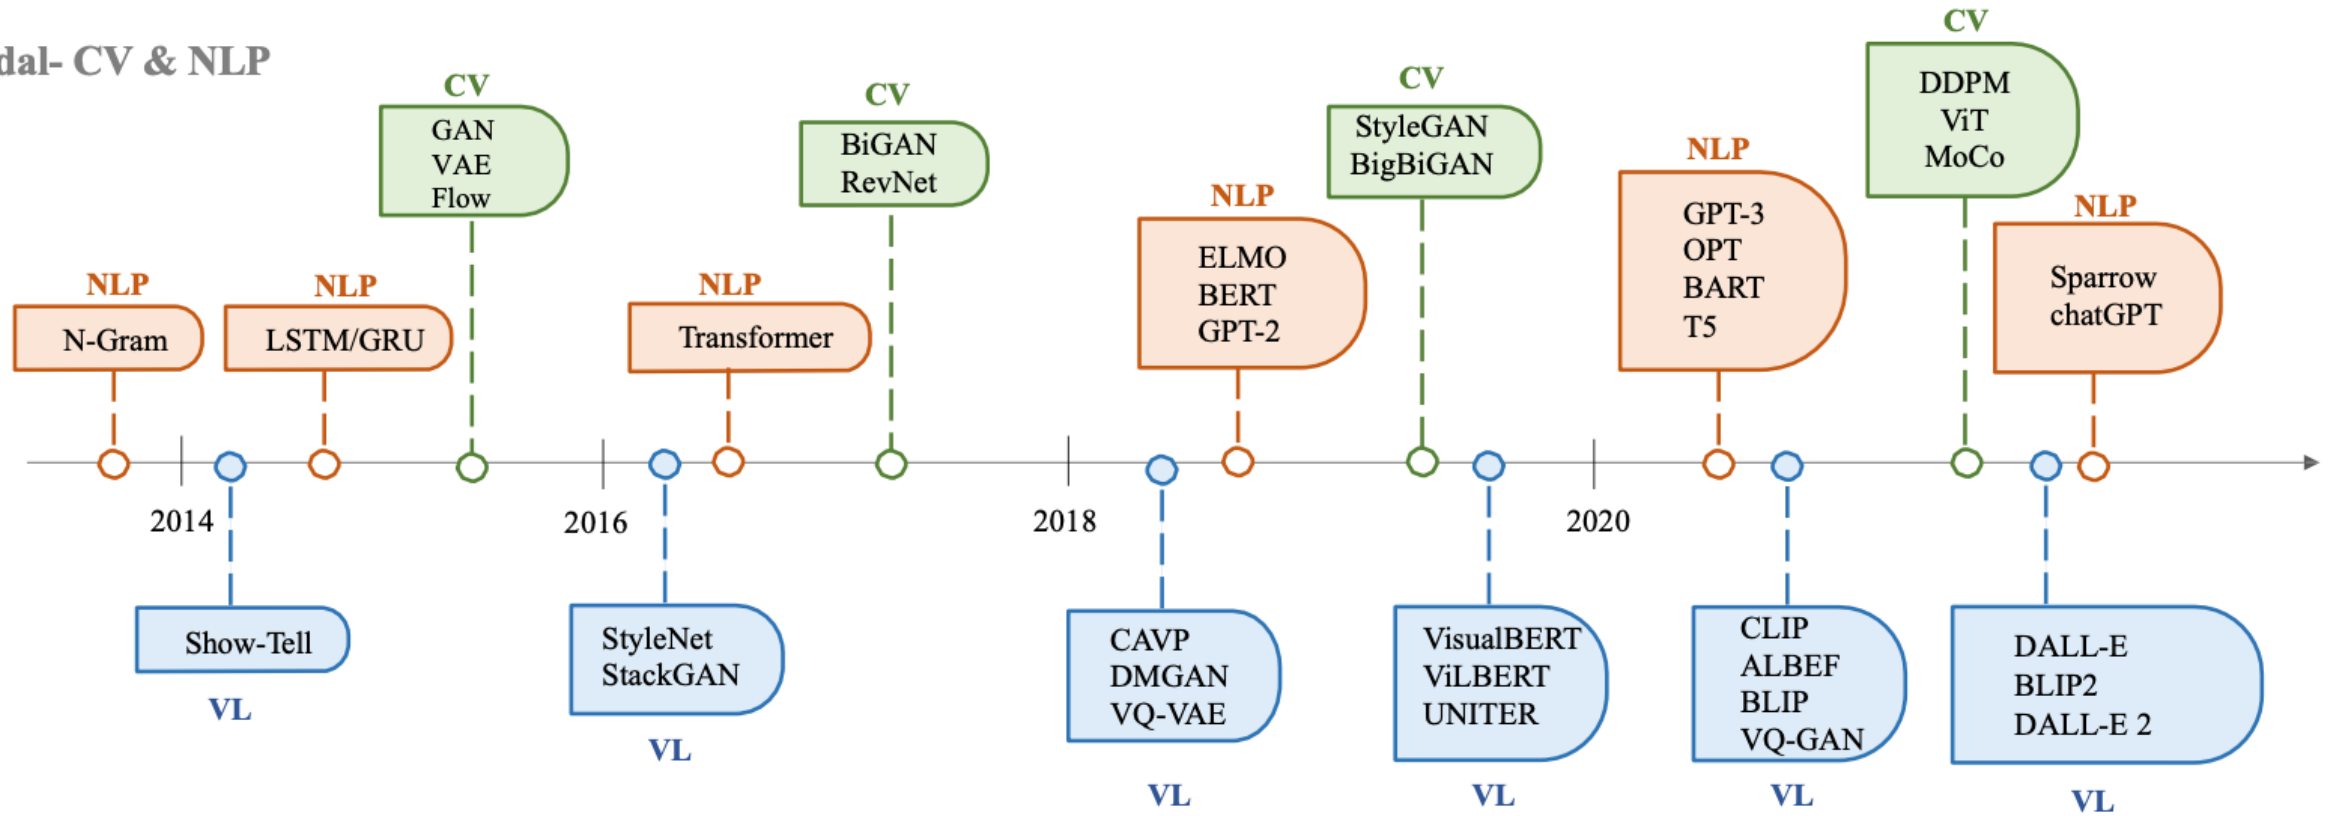 dal- CV & NLP
NLP
N-Gram
NLP
LSTM/GRU
CV
GAN
VAE
Flow
NLP
Transformer
CV
BiGAN
RevNet
NLP
ELMO
BERT
GPT-2
CV
StyleGAN
BigBiGAN
NLP
GPT-3
OPT
BART
T5
CV
DDPM
ViT
MoCo
NLP
Sparrow
chatGPT
2014
2016
2018
2020
Show-Tell
VL
StyleNet
StackGAN
VL
CAVP
DMGAN
VQ-VAE
VL
VisualBERT
ViLBERT
UNITER
VL
CLIP
ALBEF
BLIP
VQ-GAN
VL
DALL-E
BLIP2
DALL-E 2
VL